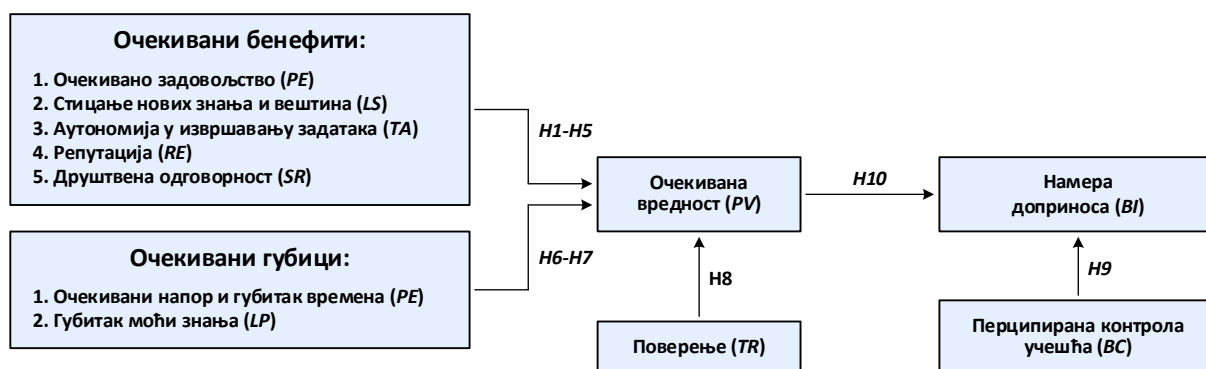 Очекивани бенефити:
1. Очекивано задовољство (PE)
2. Стицање нових знања и вештина (LS)
3. Аутономија у извршавању задатака (TA)
4. Репутација (RE)
5. Друштвена одговорност (SR)
H1-H5
Очекивана
вредност (PV)
H10
Намера
доприноса (BI)
Очекивани губици:
1. Очекивани напор и губитак времена (PE)
2. Губитак моћи знања (LP)
H6-H7
H8
H9
Поверење (TR)
Перципирана контрола
учешћа (BC)